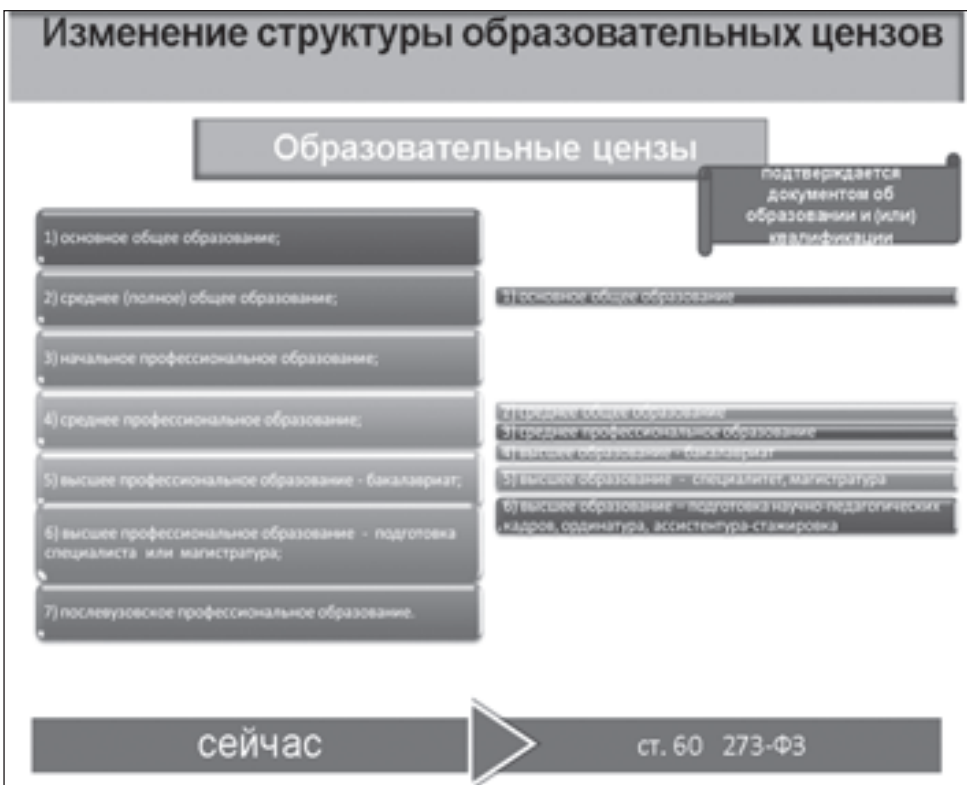 Изменение структуры образовательных цензов
Образовательные цензы
подтверждается
документом об
образовании и (или)
квалификации
1) основное общее образование;
2) среднее (полное) общее образование;
3) начальное профессиональное образование;
4) среднее профессиональное образование;
5) высшее профессиональное образование - бакалавриат;
6) высшее профессиональное образование - подготовка
специалиста или магистратура;
7) послевузовское профессиональное образование.
1) основное общее образование
2) среднее общее образование
3) среднее профессиональное образование
4) высшее образование - бакалавриат
5) высшее образование - специалитет, магистратура
6) высшее образование – подготовка научно-педагогических
кадров, ординатура, ассистентура-стажировка
сейчас
ст. 60 273-ФЗ